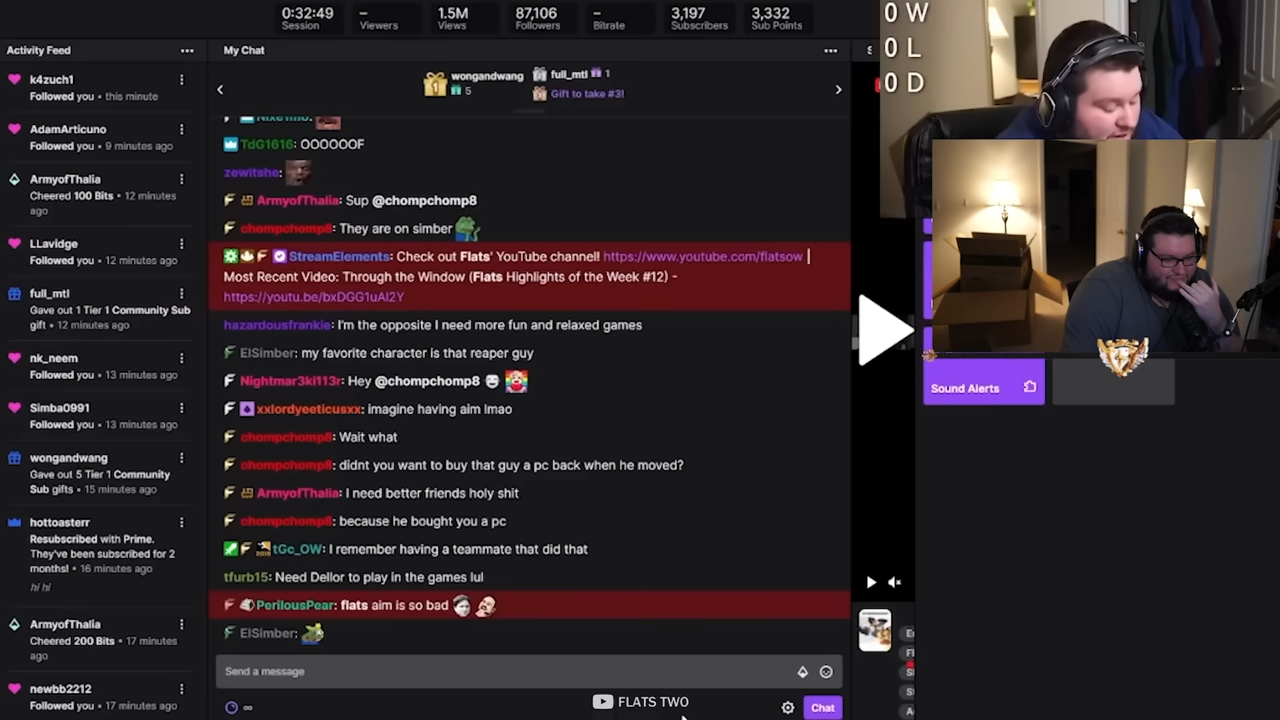 0:32:49
Session
–
Viewers
1.5M
Views
87,106
Followers
–
Bitrate
3,197
Subscribers
3,332
Sub Points
0 W
0 L
0 D
Activity Feed
k4zuch1
Followed you • this minute
AdamArticuno
Followed you • 9 minutes ago
ArmyofThalia
Cheered 100 Bits • 12 minutes
ago
LLavidge
Followed you • 12 minutes ago
full_mtl
Gave out 1 Tier 1 Community Sub
gift • 12 minutes ago
nk_neem
Followed you • 13 minutes ago
Simba0991
Followed you • 13 minutes ago
wongandwang
Gave out 5 Tier 1 Community
Sub gifts • 15 minutes ago
hottoasterr
Resubscribed with Prime.
They've been subscribed for 2
months! • 16 minutes ago
hi hi
ArmyofThalia
Cheered 200 Bits • 17 minutes
ago
newbb2212
Followed you • 17 minutes ago
My Chat
wongandwang
5
full_mtl 1
Gift to take #3!
TdG1616: OOOOOOF
zewitshe:
ArmyofThalia: Sup @chompchomp8
chompchomp8: They are on simber
StreamElements: Check out Flats' YouTube channel! https://www.youtube.com/flatsow |
Most Recent Video: Through the Window (Flats Highlights of the Week #12) -
https://youtu.be/bxDGG1uAI2Y
hazardousfrankie: I'm the opposite I need more fun and relaxed games
ElSimber: my favorite character is that reaper guy
Nightmar3ki113r: Hey @chompchomp8
xxlordyeeticusxx: imagine having aim lmao
chompchomp8: Wait what
chompchomp8: didnt you want to buy that guy a pc back when he moved?
ArmyofThalia: I need better friends holy shit
chompchomp8: because he bought you a pc
tGc_OW: I remember having a teammate that did that
tfurb15: Need Dellor to play in the games lul
PerilousPear: flats aim is so bad
ElSimber:
Send a message
Chat
FLATS TWO
Sound Alerts